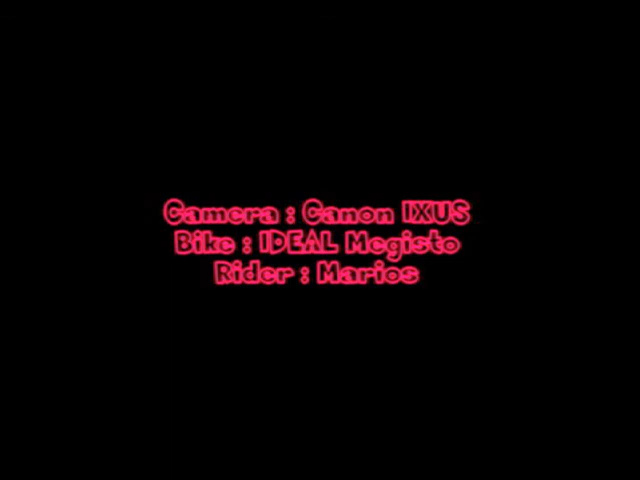 Camera : Canon IXUS
Bike : IDEAL Megisto
Rider : Marios